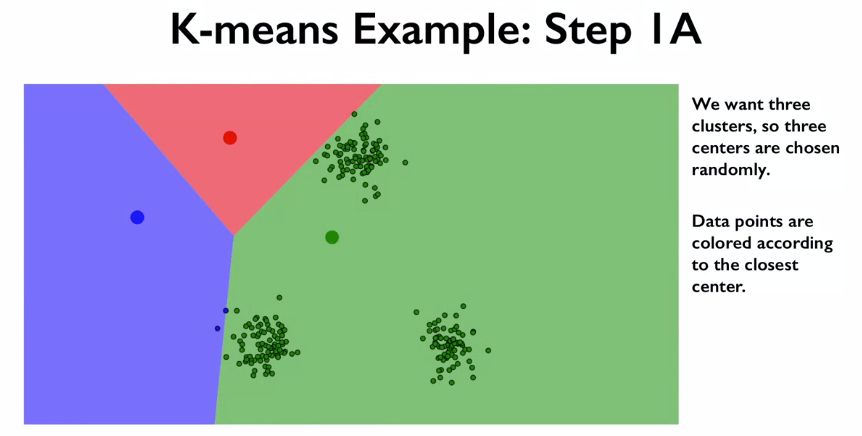 K-means Example: Step 1A
We want three
clusters, so three
centers are chosen
randomly.
Data points are
colored according
to the closest
center.